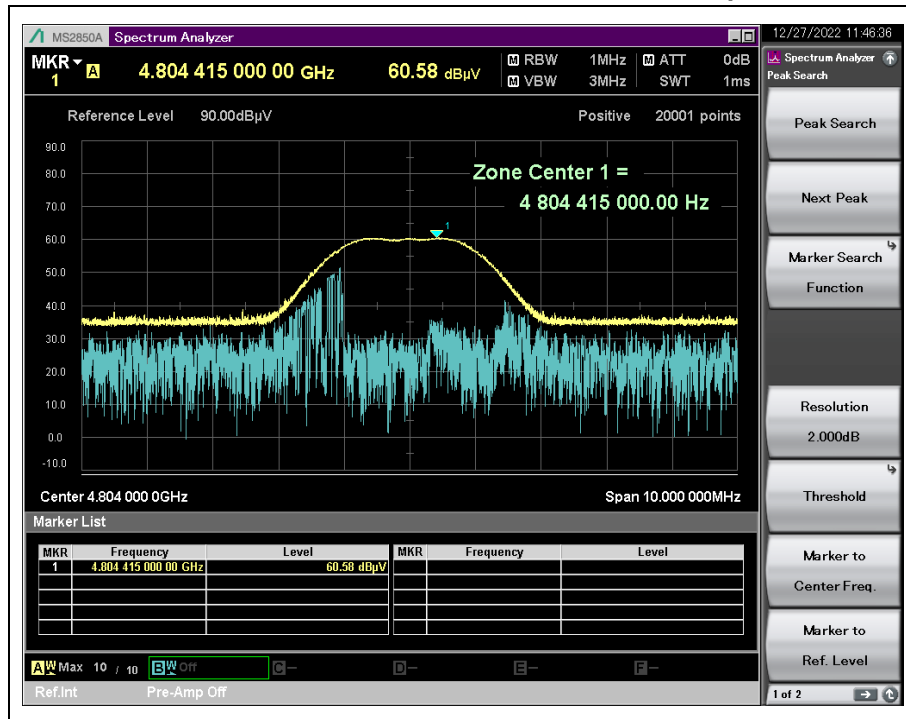 MS2850A Spectrum Analyzer
12/27/2022 11:46:36
MKR 1 A 4.804 415 000 00 GHz 60.58 dBµV
M RBW 1MHz M ATT 0dB
M VBW 3MHz SWT 1ms
Spectrum Analyzer
Peak Search
Reference Level 90.00dBµV Positive 20001 points
90.0
80.0
70.0
60.0
50.0
40.0
30.0
20.0
10.0
0.0
-10.0
Zone Center 1 =
4 804 415 000.00 Hz
1
Center 4.804 000 0GHz Span 10.000 000MHz
Marker List
MKR Frequency Level MKR Frequency Level
1 4.804 415 000 00 GHz 60.58 dBµV
A W Max 10 / 10 B W Off C - D - E - F -
Ref.Int Pre-Amp Off
Peak Search
Next Peak
Marker Search
Function
Resolution
2.000dB
Threshold
Marker to
Center Freq.
Marker to
Ref. Level
1 of 2